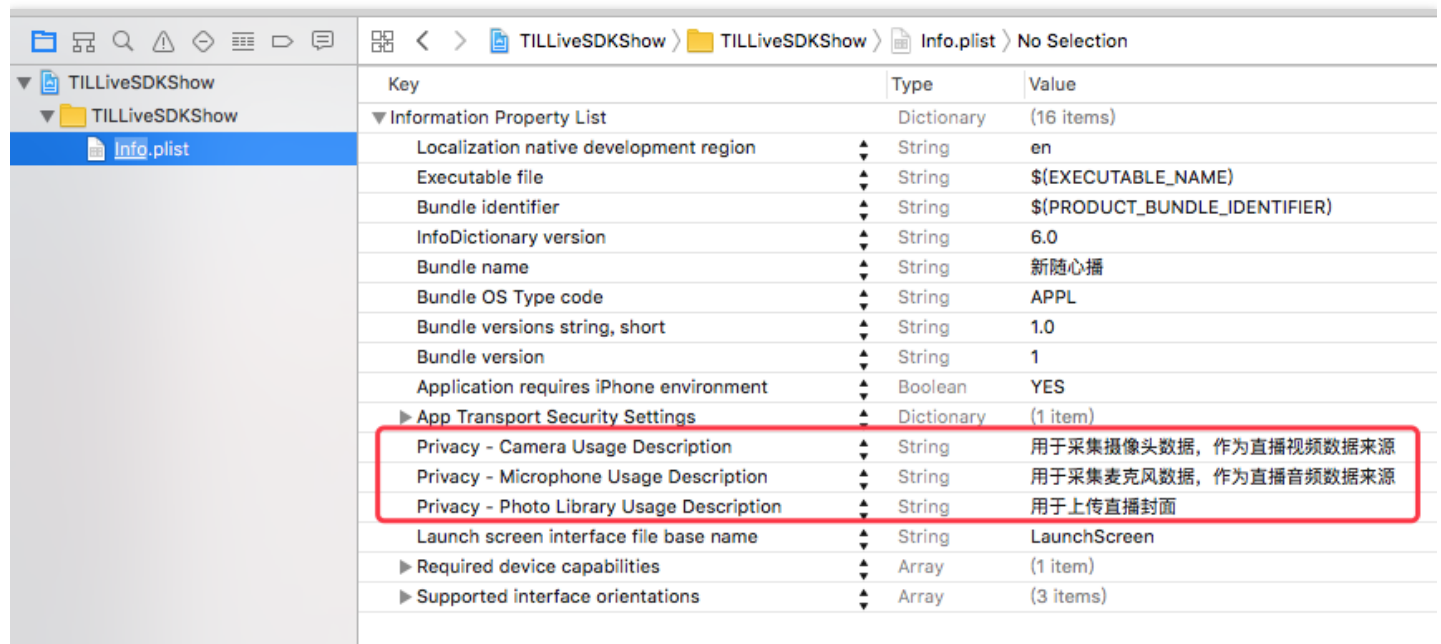 TILLiveSDKShow 〉 TILLiveSDKShow 〉 Info.plist 〉 No Selection
TILLiveSDKShow
TILLiveSDKShow
Info.plist
Key Type Value
Information Property List Dictionary (16 items)
Localization native development region String en
Executable file String $(EXECUTABLE_NAME)
Bundle identifier String $(PRODUCT_BUNDLE_IDENTIFIER)
InfoDictionary version String 6.0
Bundle name String 新随心播
Bundle OS Type code String APPL
Bundle versions string, short String 1.0
Bundle version String 1
Application requires iPhone environment Boolean YES
App Transport Security Settings Dictionary (1 item)
Privacy - Camera Usage Description String 用于采集摄像头数据，作为直播视频数据来源
Privacy - Microphone Usage Description String 用于采集麦克风数据，作为直播音频数据来源
Privacy - Photo Library Usage Description String 用于上传直播封面
Launch screen interface file base name String LaunchScreen
Required device capabilities Array (1 item)
Supported interface orientations Array (3 items)